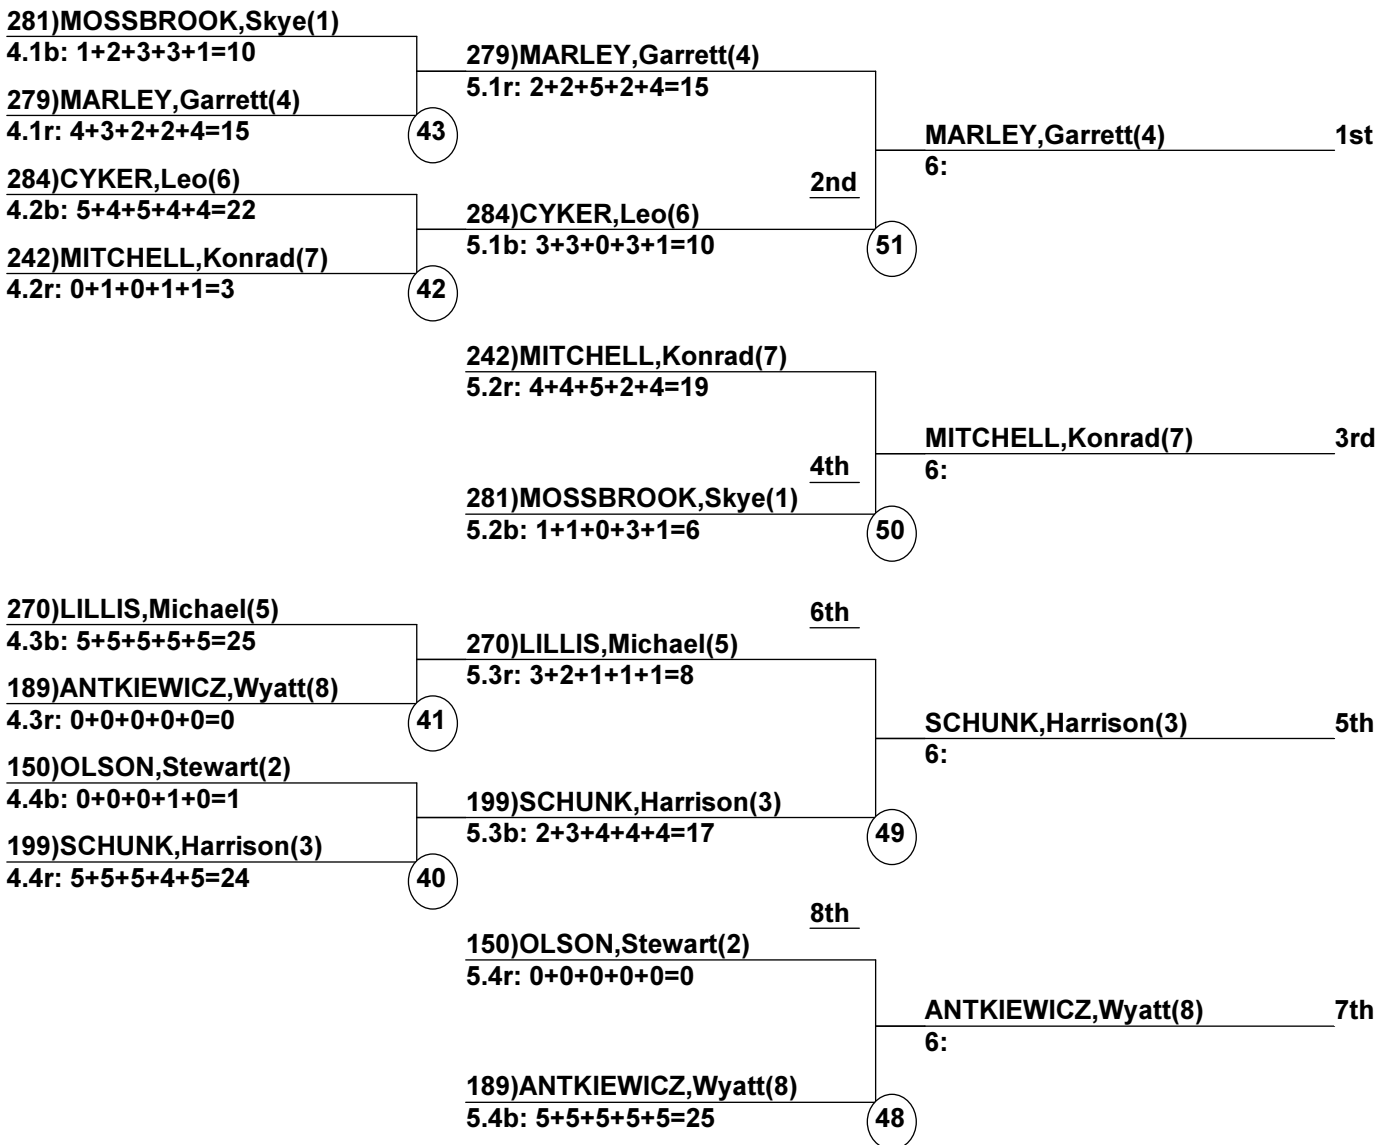 281)MOSSBROOK,Skye(1)
4.1b: 1+2+3+3+1=10
279)MARLEY,Garrett(4)
4.1r: 4+3+2+2+4=15
43
284)CYKER,Leo(6)
4.2b: 5+4+5+4+4=22
242)MITCHELL,Konrad(7)
4.2r: 0+1+0+1+1=3
42
279)MARLEY,Garrett(4)
5.1r: 2+2+5+2+4=15
2nd
284)CYKER,Leo(6)
5.1b: 3+3+0+3+1=10
51
MARLEY,Garrett(4) 1st
6:
242)MITCHELL,Konrad(7)
5.2r: 4+4+5+2+4=19
4th
281)MOSSBROOK,Skye(1)
5.2b: 1+1+0+3+1=6
50
MITCHELL,Konrad(7) 3rd
6:
270)LILLIS,Michael(5)
4.3b: 5+5+5+5+5=25
189)ANTKIEWICZ,Wyatt(8)
4.3r: 0+0+0+0+0=0
41
150)OLSON,Stewart(2)
4.4b: 0+0+0+1+0=1
199)SCHUNK,Harrison(3)
4.4r: 5+5+5+4+5=24
40
6th
270)LILLIS,Michael(5)
5.3r: 3+2+1+1+1=8
199)SCHUNK,Harrison(3)
5.3b: 2+3+4+4+4=17
49
SCHUNK,Harrison(3) 5th
6:
8th
150)OLSON,Stewart(2)
5.4r: 0+0+0+0+0=0
189)ANTKIEWICZ,Wyatt(8)
5.4b: 5+5+5+5+5=25
48
ANTKIEWICZ,Wyatt(8) 7th
6: